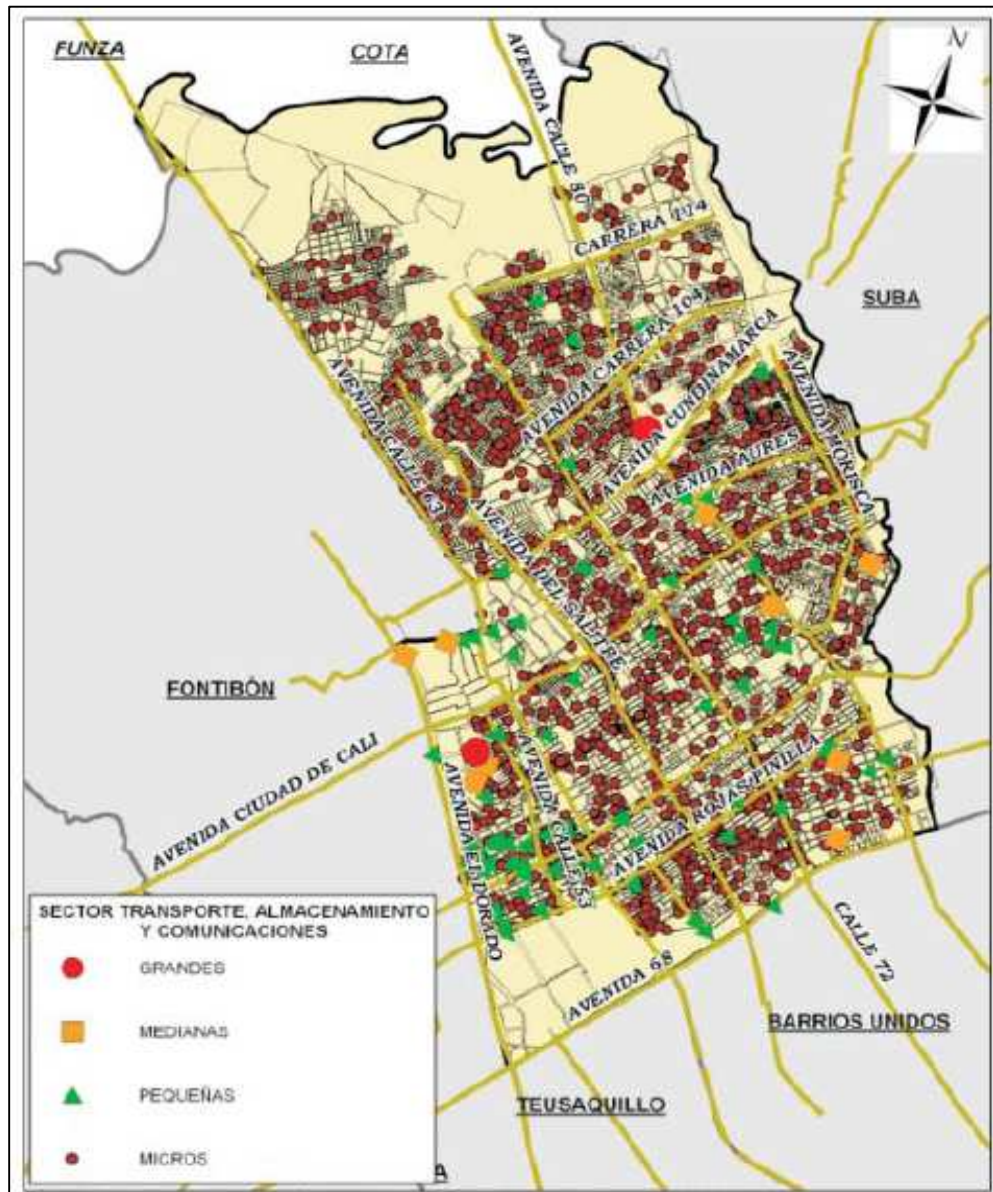 FUNZA
COTA
N
AVENIDA CALLE 80
CARRERA 114
SUBA
AVENIDA CARRERA 104
AVENIDA CUNDINAMARCA
AVENIDA MORISCA
AVENIDA CALLE 63
AVENIDA AURES
AVENIDA DEL SALITRE
FONTIBÓN
AVENIDA CIUDAD DE CALI
AVENIDA ROJAS PINILLA
AVENIDA CALLE 53
AVENIDA EL DORADO
CALLE 72
AVENIDA 68
BARRIOS UNIDOS
TEUSAQUILLO
SECTOR TRANSPORTE, ALMACENAMIENTO
Y COMUNICACIONES
GRANDES
MEDIANAS
PEQUEÑAS
MICROS
A